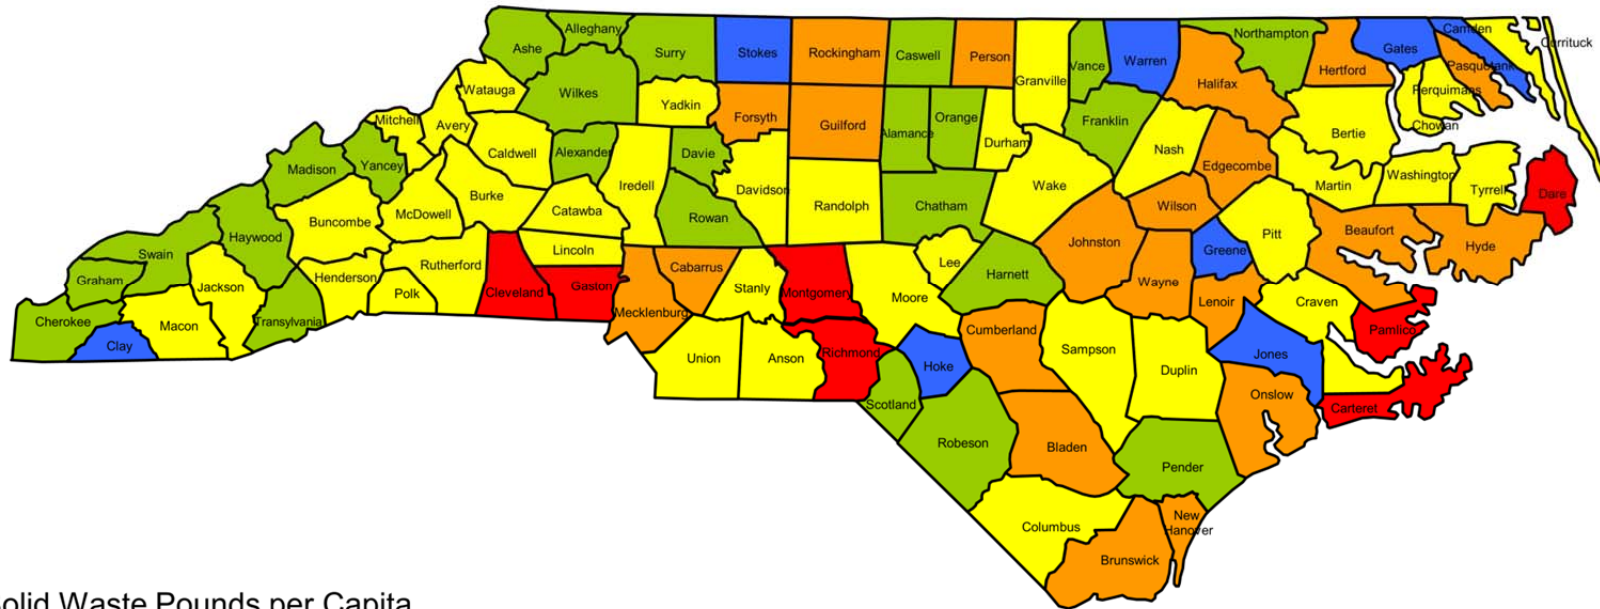 Ashe
Alleghany
Surry
Stokes
Rockingham
Caswell
Person
Granville
Vance
Warren
Northampton
Halifax
Hertford
Gates
Camden
Currituck
Pasquotank
Perquimans
Chowan
Bertie
Watauga
Wilkes
Yadkin
Forsyth
Guilford
Alamance
Orange
Durham
Franklin
Nash
Edgecombe
Martin
Washington
Tyrrell
Dare
Mitchell
Avery
Caldwell
Alexander
Davie
Iredell
Davidson
Randolph
Chatham
Wake
Wilson
Pitt
Beaufort
Hyde
Madison
Yancey
Buncombe
McDowell
Burke
Catawba
Rowan
Johnston
Greene
Wayne
Lenoir
Craven
Pamlico
Swain
Haywood
Graham
Cherokee
Clay
Macon
Jackson
Transylvania
Henderson
Polk
Rutherford
Cleveland
Lincoln
Gaston
Mecklenburg
Cabarrus
Stanly
Montgomery
Moore
Lee
Harnett
Union
Anson
Richmond
Scotland
Hoke
Cumberland
Sampson
Duplin
Jones
Onslow
Carteret
Robeson
Bladen
Pender
Columbus
Brunswick
New
Hanover
olid Waste Pounds per Capita